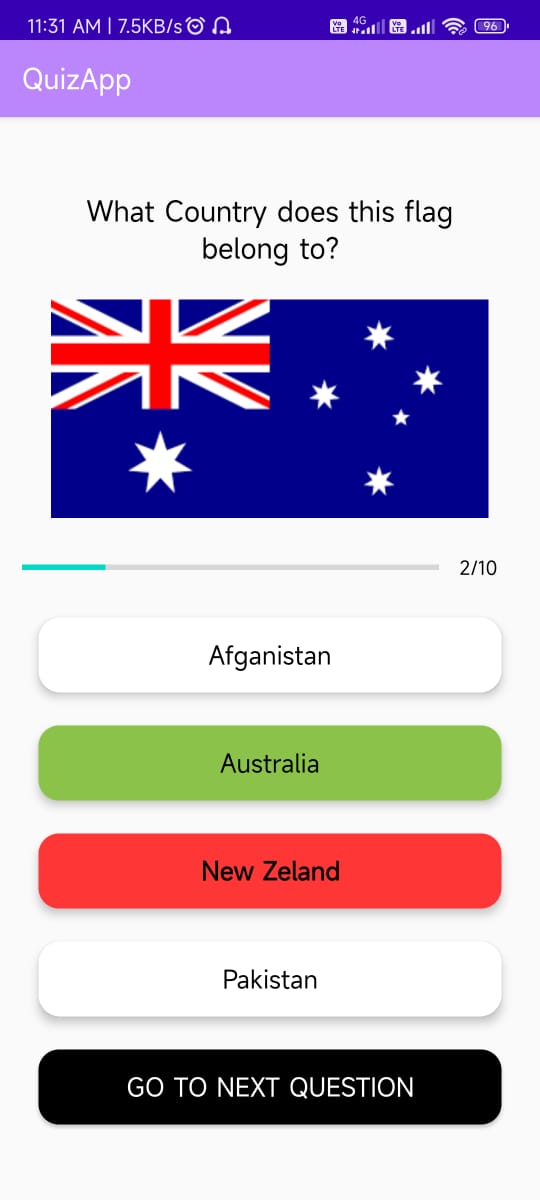 11:31 AM | 7.5KB/s
Vo LTE 4G Vo LTE 96
QuizApp
What Country does this flag
belong to?
2/10
Afganistan
Australia
New Zeland
Pakistan
GO TO NEXT QUESTION